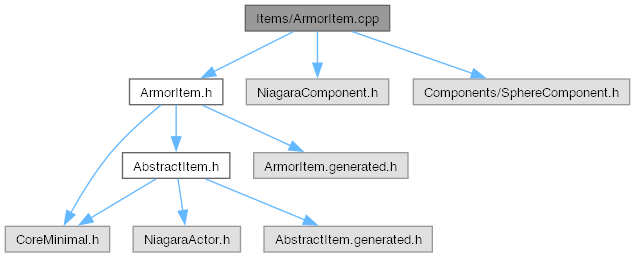 Items/ArmorItem.cpp
ArmorItem.h
NiagaraComponent.h
Components/SphereComponent.h
AbstractItem.h
ArmorItem.generated.h
CoreMinimal.h
NiagaraActor.h
AbstractItem.generated.h